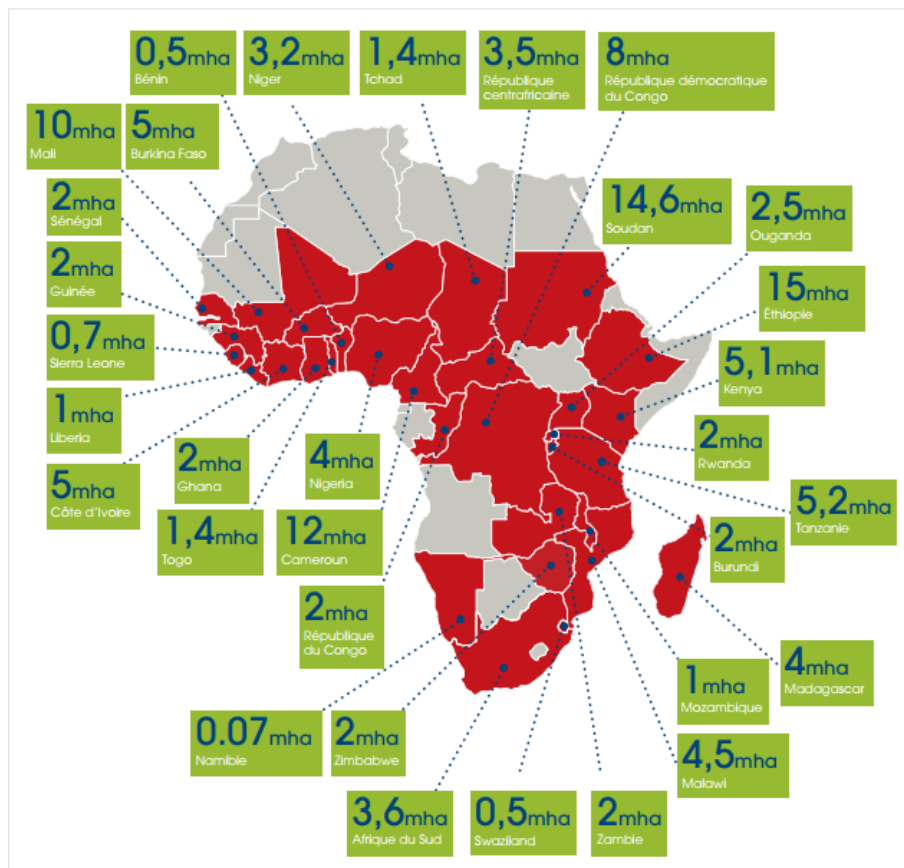 0,5mha
Bénin
3,2mha
Niger
1,4mha
Tchad
3,5mha
République
centrafricaine
8mha
République démocratique
du Congo
10mha
Mali
5mha
Burkina Faso
2mha
Sénégal
14,6mha
Soudan
2,5mha
Ouganda
2mha
Guinée
15mha
Éthiopie
0,7mha
Sierra Leone
5,1mha
Kenya
1mha
Liberia
2mha
Ghana
4mha
Nigeria
2mha
Rwanda
5mha
Côte d'Ivoire
1,4mha
Togo
12mha
Cameroun
5,2mha
Tanzanie
2mha
Burundi
2mha
République
du Congo
4mha
Madagascar
1mha
Mozambique
0.07mha
Namibie
2mha
Zimbabwe
4,5mha
Malawi
3,6mha
Afrique du Sud
0,5mha
Swaziland
2mha
Zambie